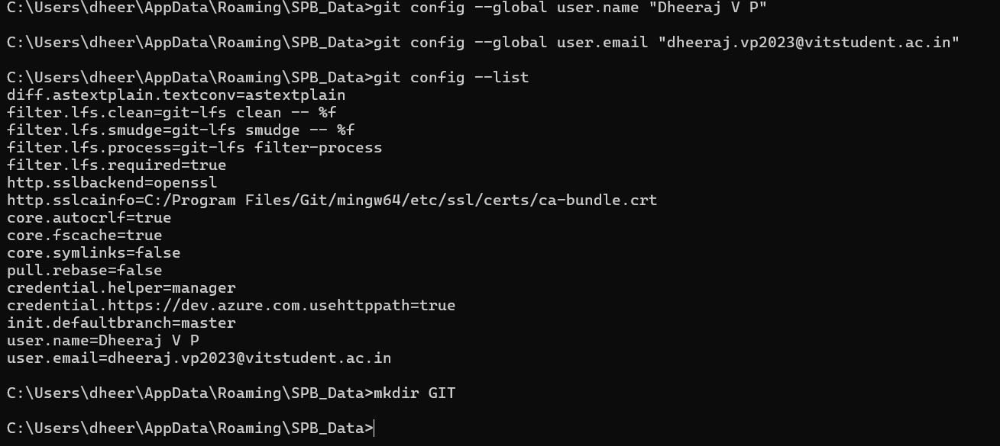 C:\Users\dheer\AppData\Roaming\SPB_Data>git config --global user.name "Dheeraj V P"
C:\Users\dheer\AppData\Roaming\SPB_Data>git config --global user.email "dheeraj.vp2023@vitstudent.ac.in"
C:\Users\dheer\AppData\Roaming\SPB_Data>git config --list
diff.astextplain.textconv=astextplain
filter.lfs.clean=git-lfs clean -- %f
filter.lfs.smudge=git-lfs smudge -- %f
filter.lfs.process=git-lfs filter-process
filter.lfs.required=true
http.sslbackend=openssl
http.sslcainfo=C:/Program Files/Git/mingw64/etc/ssl/certs/ca-bundle.crt
core.autocrlf=true
core.fscache=true
core.symlinks=false
pull.rebase=false
credential.helper=manager
credential.https://dev.azure.com.usehttppath=true
init.defaultbranch=master
user.name=Dheeraj V P
user.email=dheeraj.vp2023@vitstudent.ac.in
C:\Users\dheer\AppData\Roaming\SPB_Data>mkdir GIT
C:\Users\dheer\AppData\Roaming\SPB_Data>